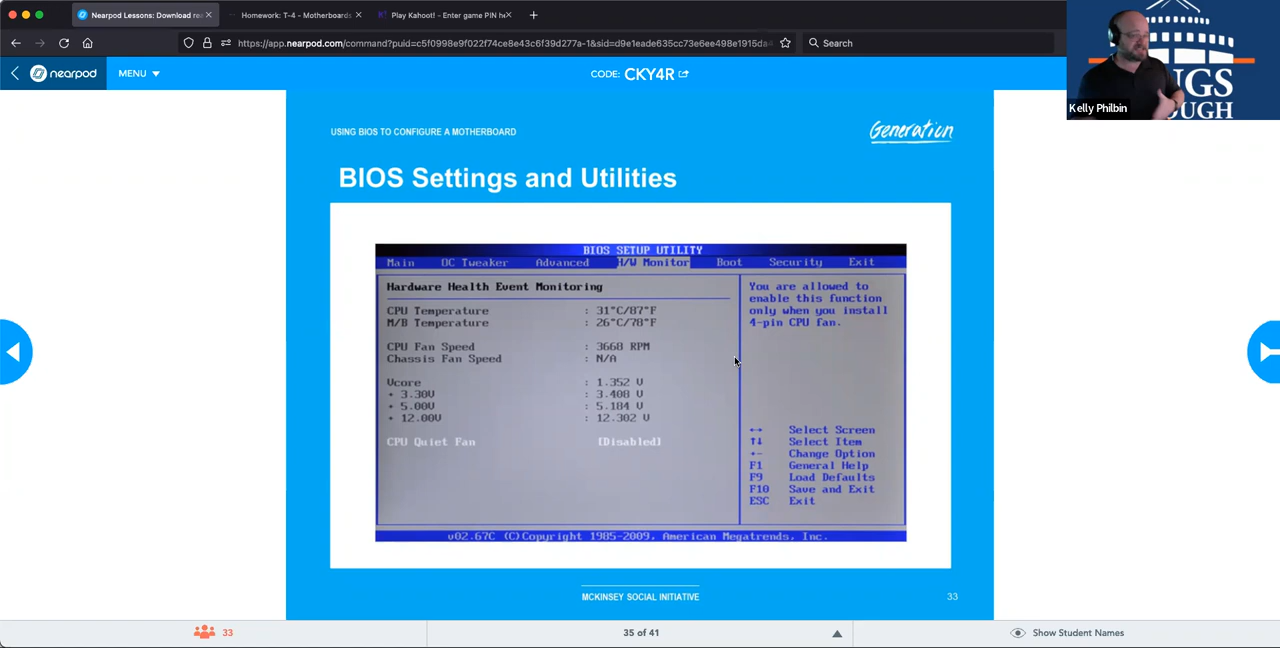 Nearpod Lessons: Download re
Homework: T-4 - Motherboards
Play Kahoot! - Enter game PIN he
https://app.nearpod.com/command?puid=c5f0998e9f022f74ce8e43c6f39d277a-1&sid=d9e1eade635cc73e6ee498e1915da4
Search
nearpod
MENU
CODE: CKY4R
GS
OUGH
Kelly Philbin
USING BIOS TO CONFIGURE A MOTHERBOARD
Generation
BIOS Settings and Utilities
BIOS SETUP UTILITY
Main OC Tweaker Advanced H/W Monitor Boot Security Exit
Hardware Health Event Monitoring
CPU Temperature : 31°C/87°F
M/B Temperature : 26°C/78°F
CPU Fan Speed : 3668 RPM
Chassis Fan Speed : N/A
Vcore : 1.352 V
+ 3.30V : 3.408 V
+ 5.00V : 5.184 V
+ 12.00V : 12.302 V
CPU Quiet Fan [Disabled]
You are allowed to
enable this function
only when you install
4-pin CPU fan.
↔ Select Screen
↑↓ Select Item
+- Change Option
F1 General Help
F9 Load Defaults
F10 Save and Exit
ESC Exit
v02.67C (C)Copyright 1985-2009, American Megatrends, Inc.
MCKINSEY SOCIAL INITIATIVE
33
33
35 of 41
Show Student Names